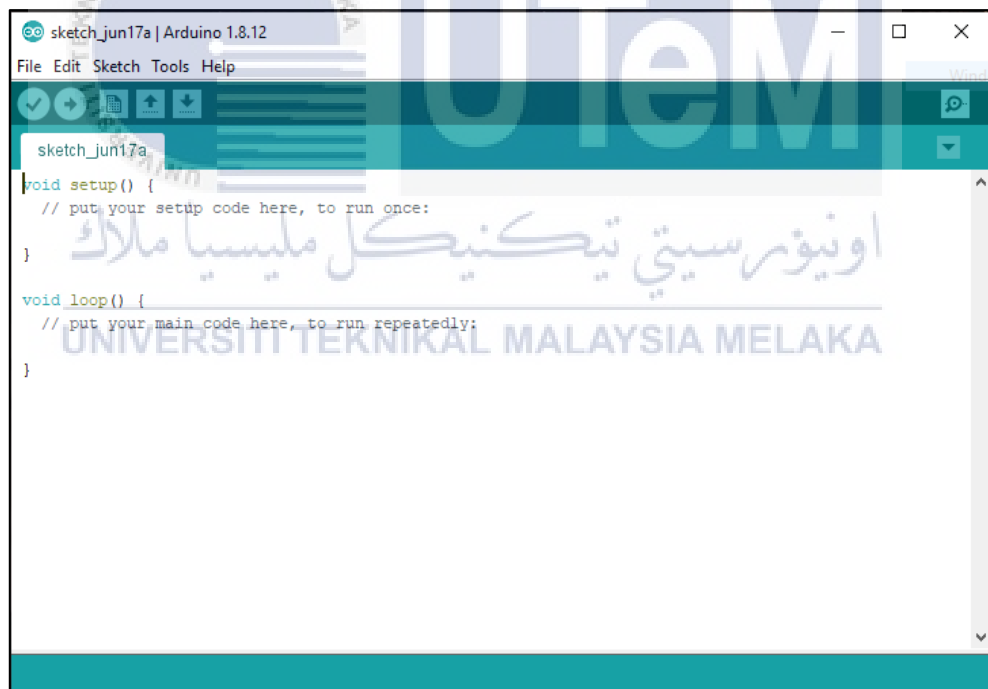 sketch_jun17a | Arduino 1.8.12
File Edit Sketch Tools Help
Wind
sketch_jun17a
void setup() {
  // put your setup code here, to run once:
}
void loop() {
  // put your main code here, to run repeatedly:
}
UTeM
اونيۏرسيتي تيكنيكل مليسيا ملاك
UNIVERSITI TEKNIKAL MALAYSIA MELAKA